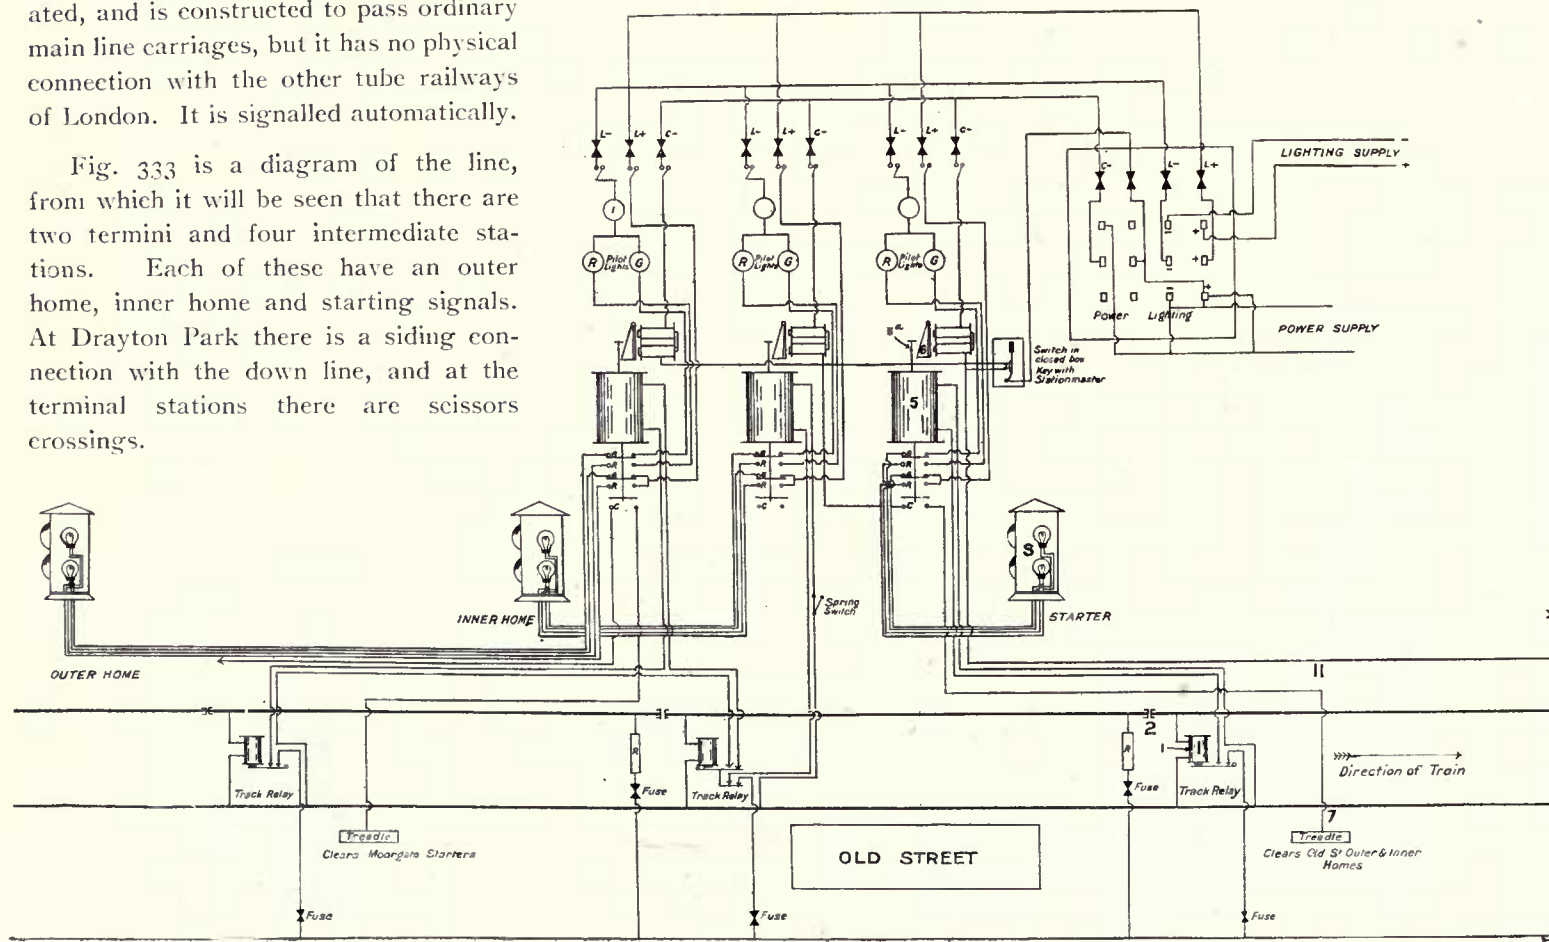 ated, and is constructed to pass ordinary
main line carriages, but it has no physical
connection with the other tube railways
of London. It is signalled automatically.
Fig. 333 is a diagram of the line,
from which it will be seen that there are
two termini and four intermediate sta-
tions. Each of these have an outer
home, inner home and starting signals.
At Drayton Park there is a siding con-
nection with the down line, and at the
terminal stations there are scissors
crossings.
L- L+ C- L- L+ C- L- L+ C-
C- L- L+
LIGHTING SUPPLY - +
R Pilot Lights G
R Pilot Lights G
R Pilot Lights G
Power Lighting
POWER SUPPLY
5a
6
Switch in
closed box
Key with
Stationmaster
5
C
C
C
S
Spring
Switch
OUTER HOME
INNER HOME
STARTER
11
2
R
R
1
Track Relay
Fuse
Track Relay
Fuse
Track Relay
Direction of Train
7
Treadle
Clears Moorgate Starters
OLD STREET
Treadle
Clears Old St Outer & Inner
Homes
Fuse
Fuse
Fuse